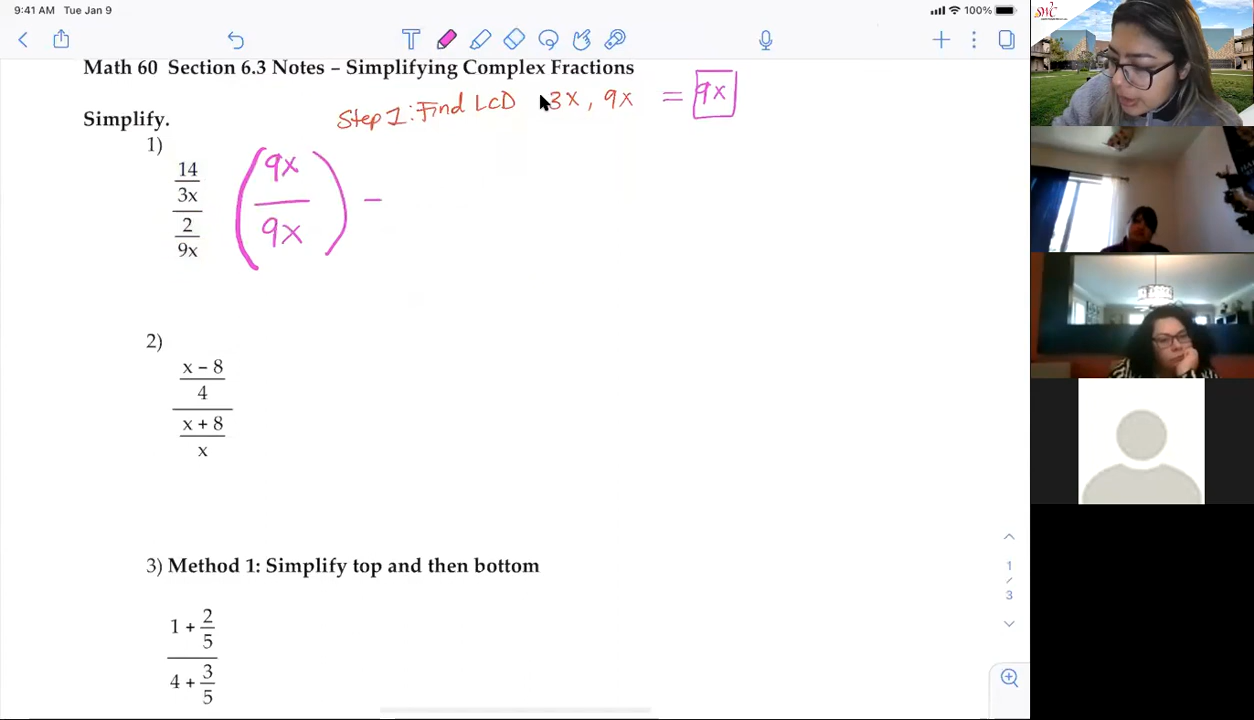 9:41 AM Tue Jan 9
100%
SWC
Math 60 Section 6.3 Notes – Simplifying Complex Fractions
Step 1: Find LCD 3x, 9x = 9x
Simplify.
1)
14
3x
2
9x
(9x
9x) –
2)
x – 8
4
x + 8
x
3) Method 1: Simplify top and then bottom
1 + 2
5
4 + 3
5
1
/
3